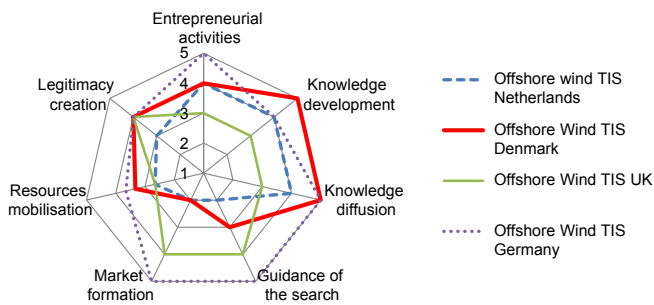 Entrepreneurial
activities
5
4
3
2
1
Legitimacy
creation
Knowledge
development
Resources
mobilisation
Knowledge
diffusion
Market
formation
Guidance of
the search
Offshore wind TIS
Netherlands
Offshore Wind TIS
Denmark
Offshore Wind TIS UK
Offshore Wind TIS
Germany